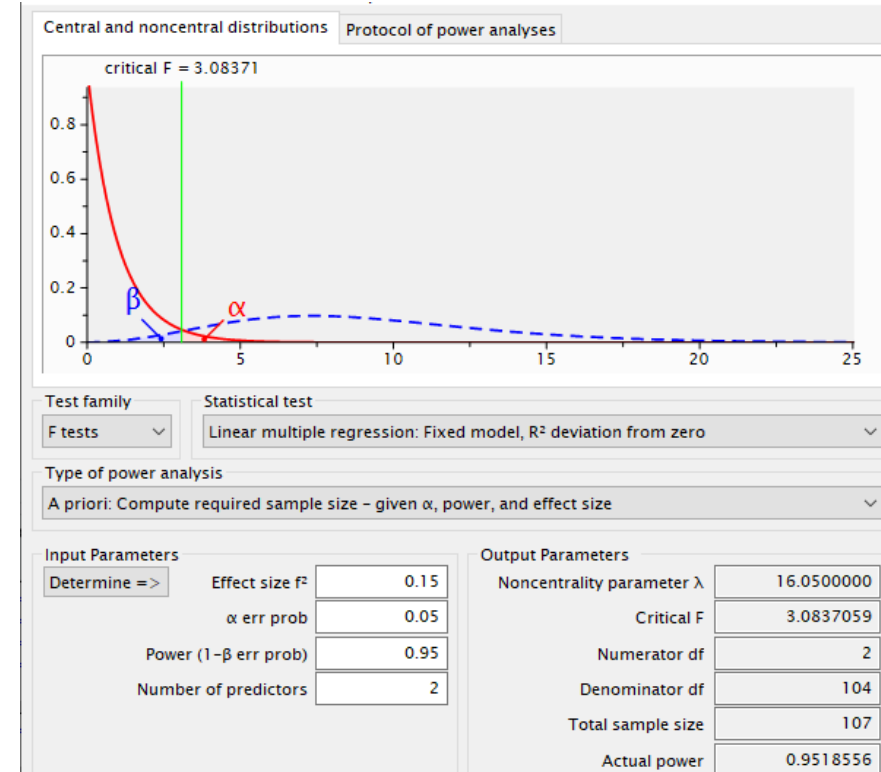 Central and noncentral distributions Protocol of power analyses
critical F = 3.08371
0.8
0.6
0.4
0.2
β α
0
0 5 10 15 20 25
Test family Statistical test
F tests Linear multiple regression: Fixed model, R² deviation from zero
Type of power analysis
A priori: Compute required sample size – given α, power, and effect size
Input Parameters Output Parameters
Determine => Effect size f² 0.15 Noncentrality parameter λ 16.0500000
α err prob 0.05 Critical F 3.0837059
Power (1-β err prob) 0.95 Numerator df 2
Number of predictors 2 Denominator df 104
Total sample size 107
Actual power 0.9518556